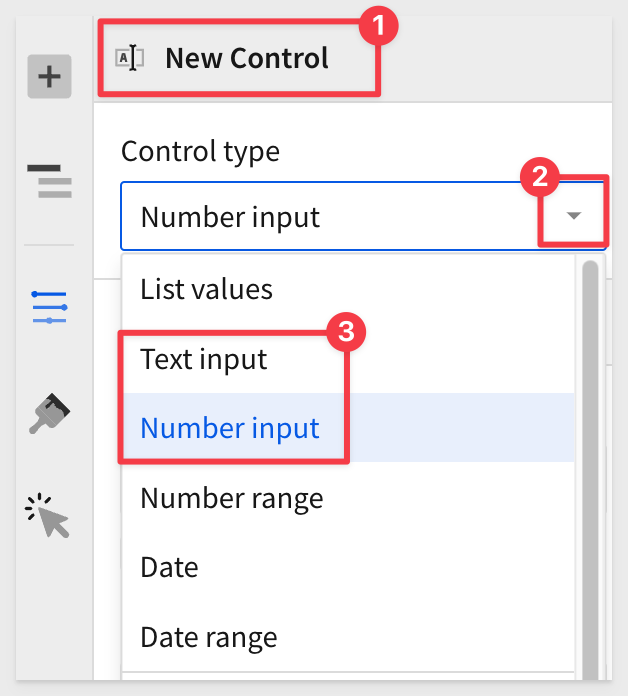 1
A New Control
Control type
2
Number input
List values
3
Text input
Number input
Number range
Date
Date range